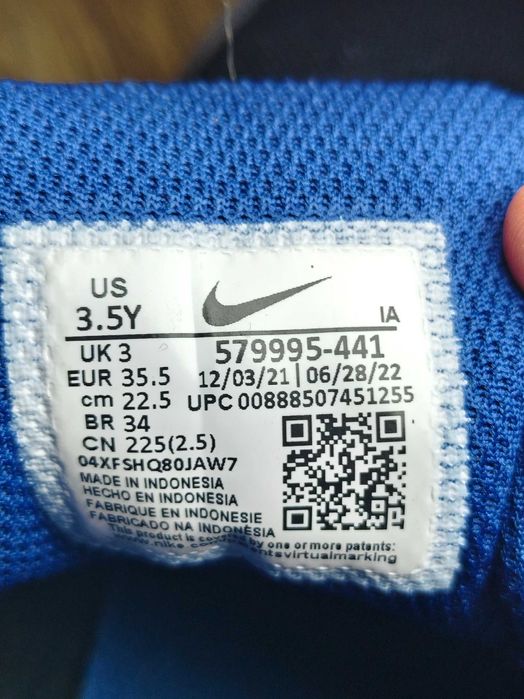 US
3.5Y
IA
UK 3
579995-441
EUR 35.5
12/03/21 | 06/28/22
cm 22.5
UPC 00888507451255
BR 34
CN 225(2.5)
04XFSHQ80JAW7
MADE IN INDONESIA
HECHO EN INDONESIA
FABRIQUE EN INDONESIE
FABRICADO NA INDONÉSIA
This product is covered by one or more patents: